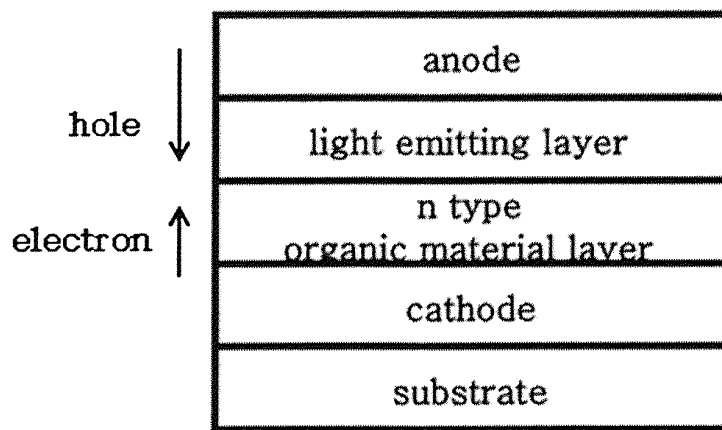 anode
hole
light emitting layer
n type
electron
organic material layer
cathode
substrate